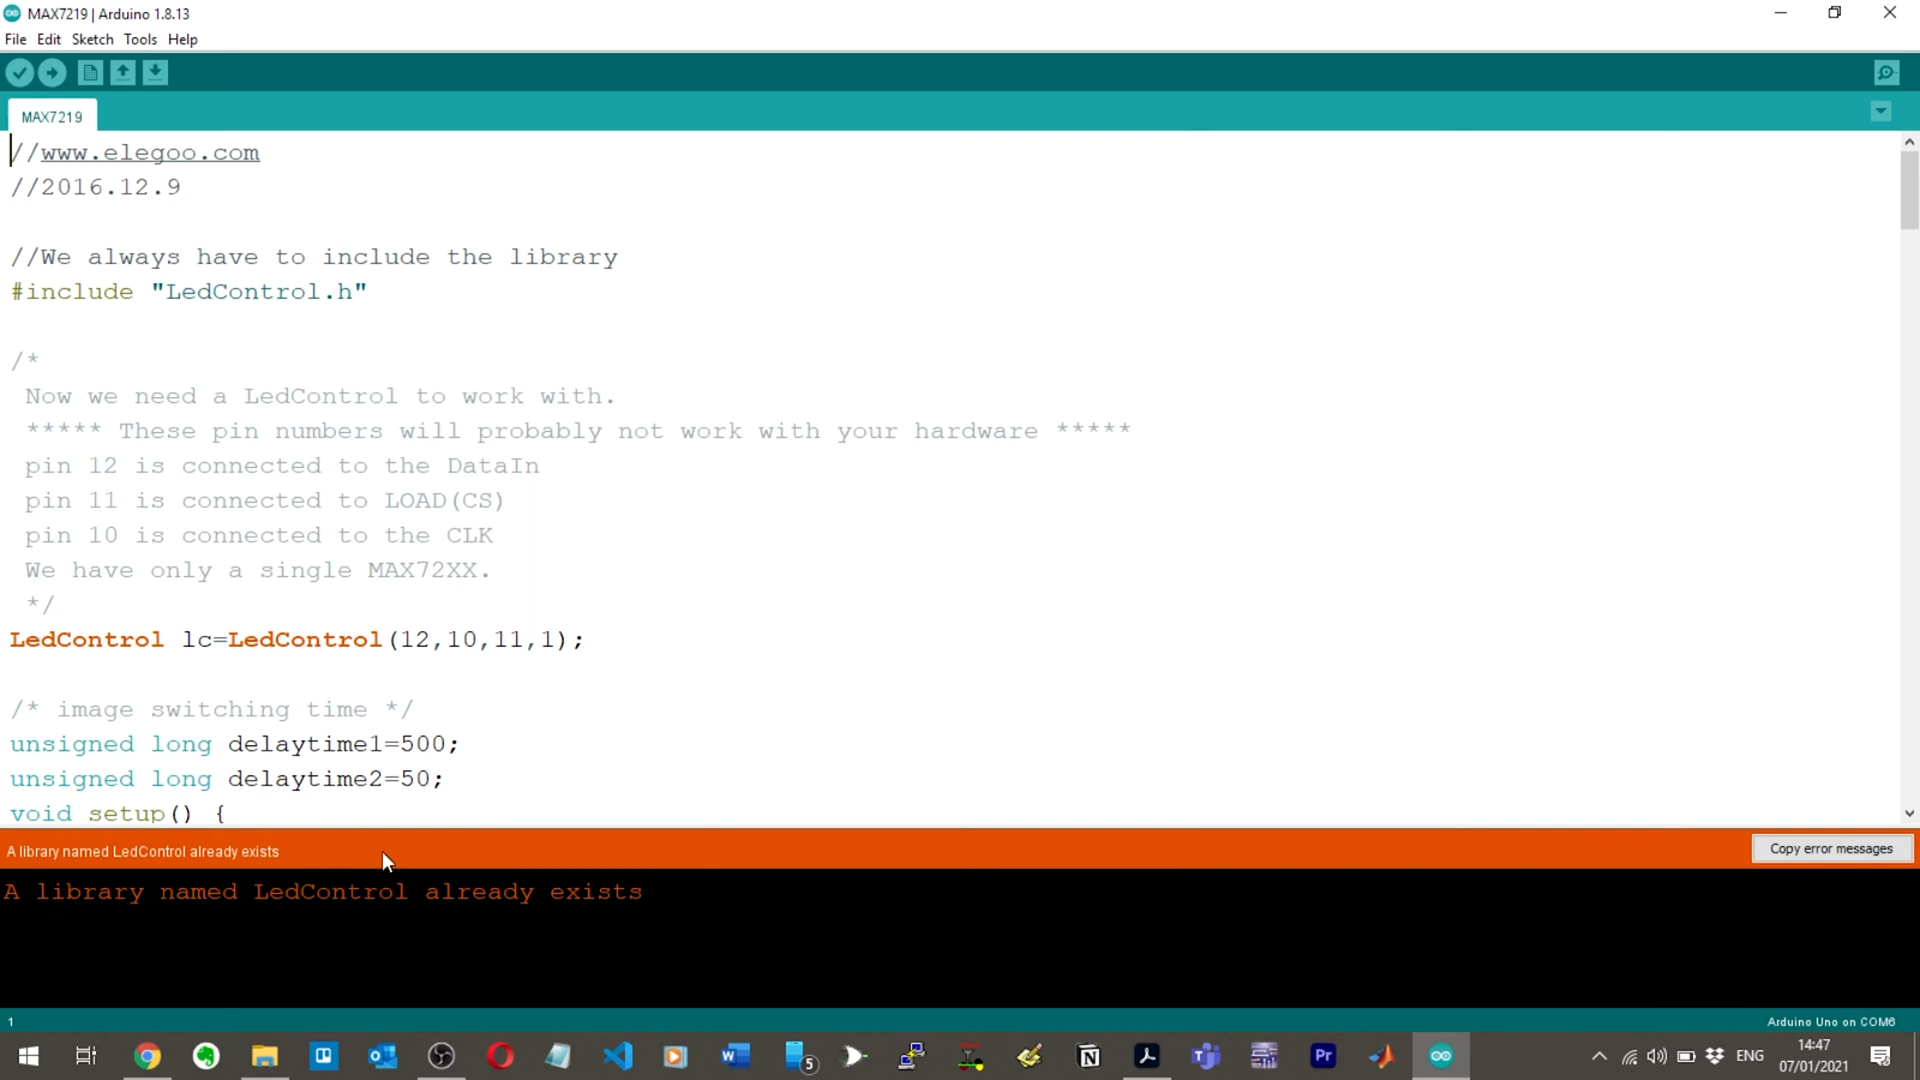 MAX7219 | Arduino 1.8.13
File Edit Sketch Tools Help
MAX7219
//www.elegoo.com
//2016.12.9
//We always have to include the library
#include "LedControl.h"
/*
Now we need a LedControl to work with.
***** These pin numbers will probably not work with your hardware *****
pin 12 is connected to the DataIn
pin 11 is connected to LOAD(CS)
pin 10 is connected to the CLK
We have only a single MAX72XX.
*/
LedControl lc=LedControl(12,10,11,1);
/* image switching time */
unsigned long delaytime1=500;
unsigned long delaytime2=50;
void setup() {
A library named LedControl already exists
Copy error messages
A library named LedControl already exists
1
Arduino Uno on COM6
5
Pr
ENG
14:47
07/01/2021